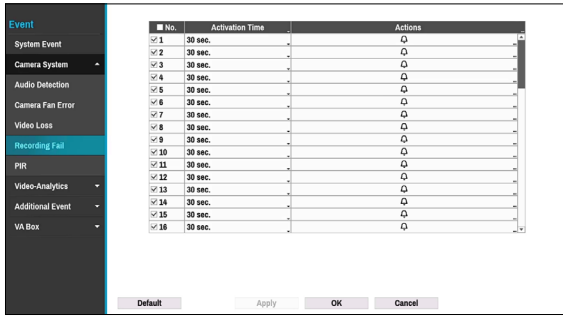 Event
System Event
Camera System
Audio Detection
Camera Fan Error
Video Loss
Recording Fail
PIR
Video-Analytics
Additional Event
VA Box
No. Activation Time Actions
1 30 sec.
2 30 sec.
3 30 sec.
4 30 sec.
5 30 sec.
6 30 sec.
7 30 sec.
8 30 sec.
9 30 sec.
10 30 sec.
11 30 sec.
12 30 sec.
13 30 sec.
14 30 sec.
15 30 sec.
16 30 sec.
Default Apply OK Cancel